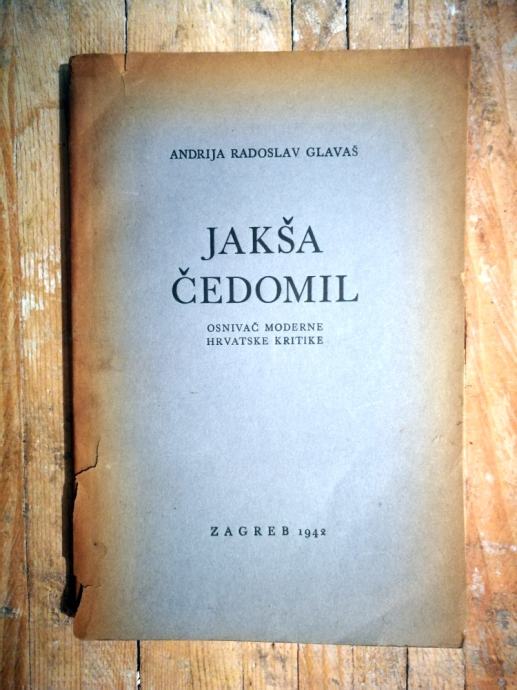 ANDRIJA RADOSLAV GLAVAŠ
JAKŠA
ČEDOMIL
OSNIVAČ MODERNE
HRVATSKE KRITIKE
ZAGREB 1942